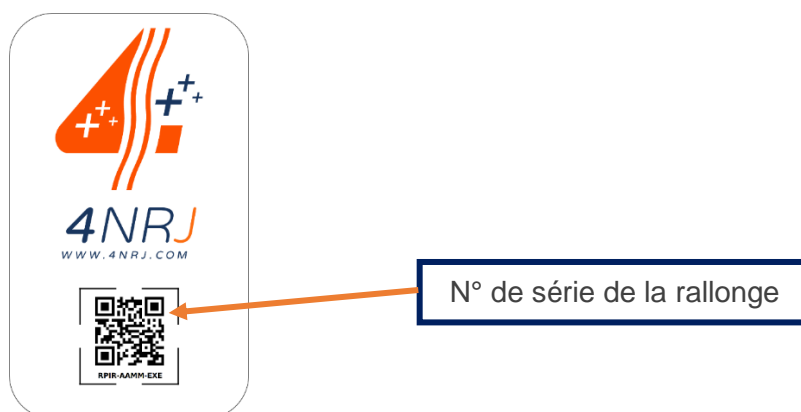 4NRJ
WWW.4NRJ.COM
N° de série de la rallonge
RPIR-AAMM-EXE